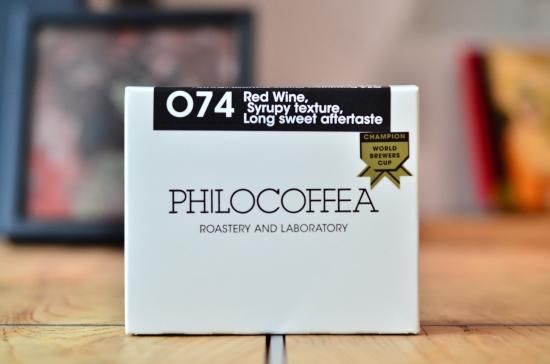 074
Red Wine,
Syrupy texture,
Long sweet aftertaste
CHAMPION
WORLD
BREWERS
CUP
PHILOCOFFEA
ROASTERY AND LABORATORY